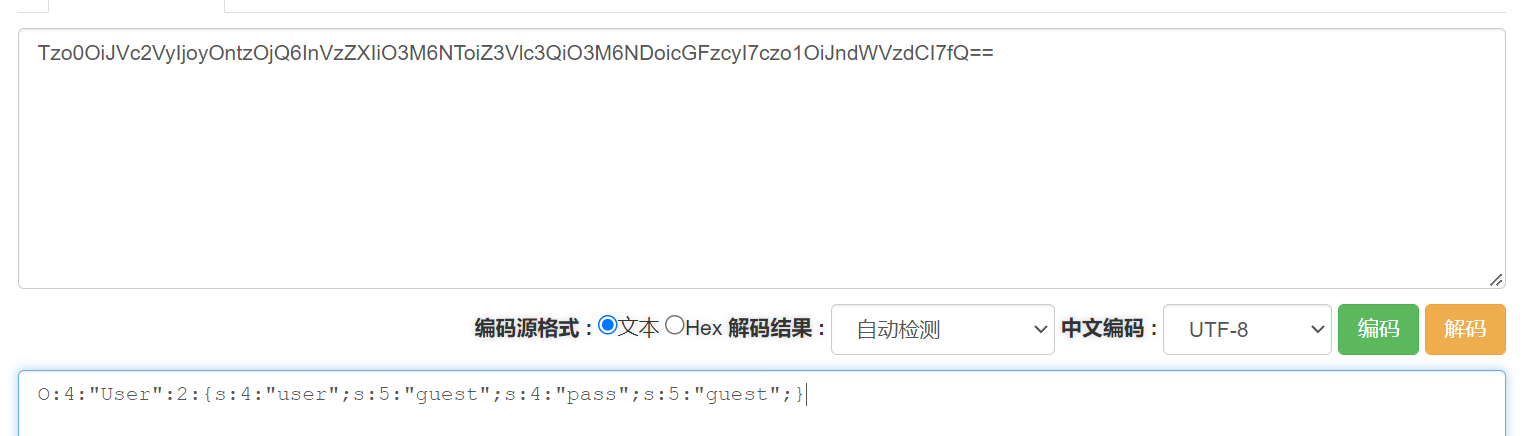 Tzo0OiJVc2VyIjoyOntzOjQ6InVzZXIiO3M6NToiZ3Vlc3QiO3M6NDoicGFzcyI7czo1OiJndWVzdCI7fQ==
编码源格式：文本 Hex 解码结果： 自动检测 中文编码： UTF-8 编码 解码
O:4:"User":2:{s:4:"user";s:5:"guest";s:4:"pass";s:5:"guest";}